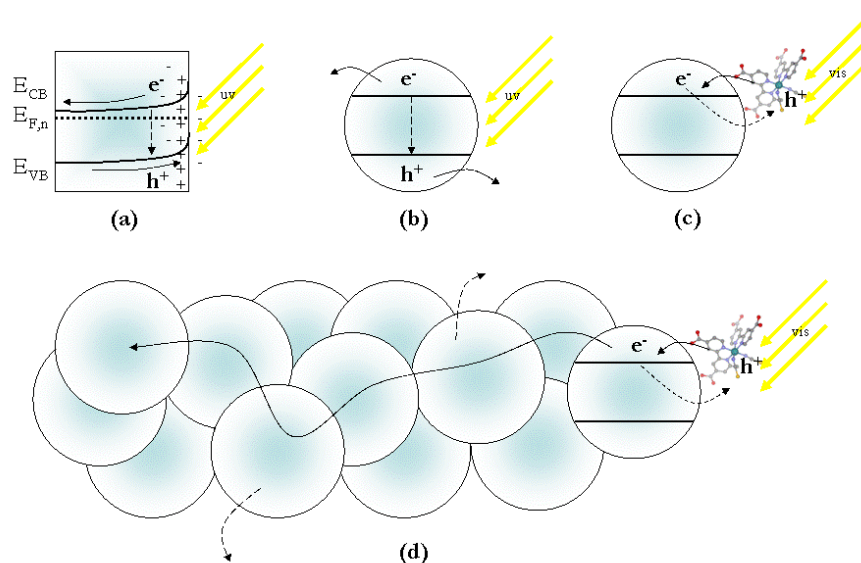 E_CB
E_F,n
E_VB
e-
h+
uv
- - - - -
+ + + + + + + + + + +
- - - - -
(a)
e-
h+
uv
(b)
e-
h+
vis
(c)
e-
h+
vis
(d)